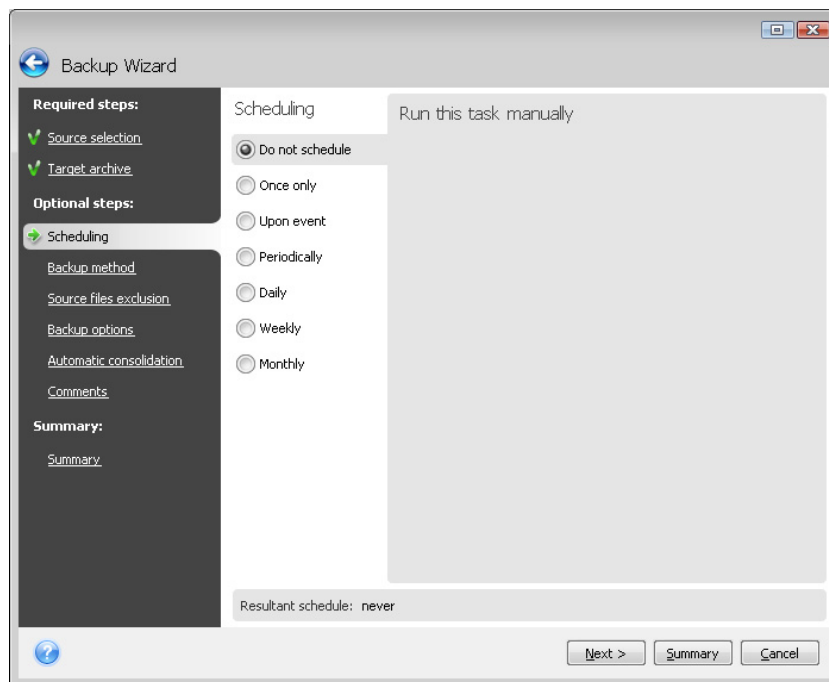 Backup Wizard
Required steps:
Source selection
Target archive
Optional steps:
Scheduling
Backup method
Source files exclusion
Backup options
Automatic consolidation
Comments
Summary:
Summary
Scheduling
Do not schedule
Once only
Upon event
Periodically
Daily
Weekly
Monthly
Run this task manually
Resultant schedule: never
?
Next >
Summary
Cancel